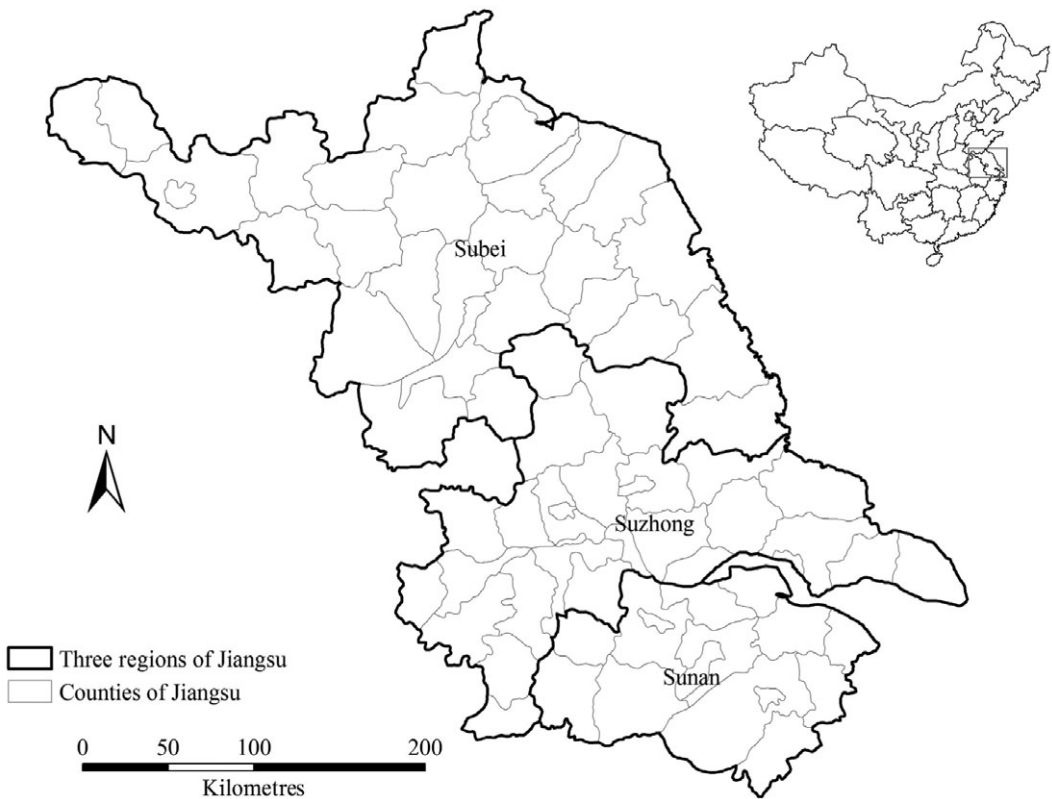 Subei
N
Suzhong
Three regions of Jiangsu
Sunan
Counties of Jiangsu
0 50 100 200
Kilometres